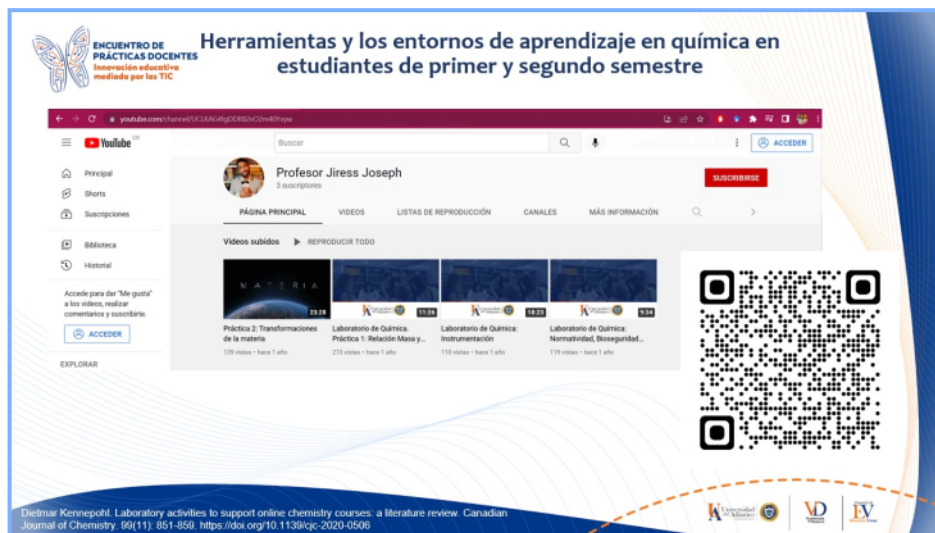 ENCUENTRO DE
PRÁCTICAS DOCENTES
Innovación educativa
mediada por las TIC
Herramientas y los entornos de aprendizaje en química en
estudiantes de primer y segundo semestre
YouTube
CO
Buscar
ACCEDER
Principal
Shorts
Suscripciones
Biblioteca
Historial
Accede para dar "Me gusta"
a los videos, realizar
comentarios y suscribirte.
ACCEDER
EXPLORAR
Profesor Jiress Joseph
3 suscriptores
SUSCRIBIRSE
PÁGINA PRINCIPAL VIDEOS LISTAS DE REPRODUCCIÓN CANALES MÁS INFORMACIÓN
Videos subidos REPRODUCIR TODO
MATERIA
23:28
11:26
18:23
9:34
Práctica 2: Transformaciones
de la materia
139 vistas • hace 1 año
Laboratorio de Química.
Práctica 1: Relación Masa y...
213 vistas • hace 1 año
Laboratorio de Química:
Instrumentación
110 vistas • hace 1 año
Laboratorio de Química:
Normatividad, Bioseguridad...
119 vistas • hace 1 año
Dietmar Kennepohl. Laboratory activities to support online chemistry courses: a literature review. Canadian
Journal of Chemistry. 99(11): 851-859. https://doi.org/10.1139/cjc-2020-0506
Universidad
del Atlántico
VD